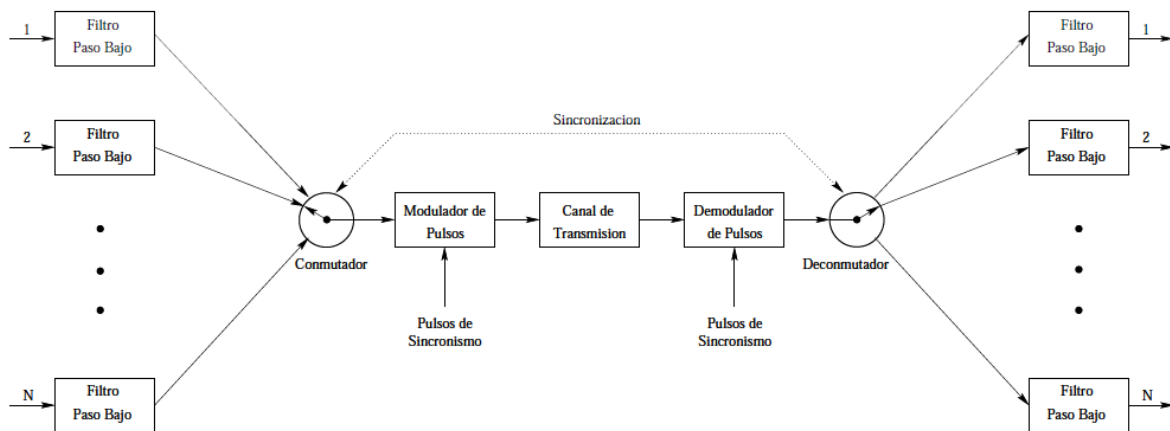 1
Filtro
Paso Bajo
Filtro
Paso Bajo
1
2
Filtro
Paso Bajo
Sincronizacion
Filtro
Paso Bajo
2
Modulador de
Pulsos
Canal de
Transmision
Demodulador
de Pulsos
Conmutador
Deconmutador
Pulsos de
Sincronismo
Pulsos de
Sincronismo
N
Filtro
Paso Bajo
Filtro
Paso Bajo
N